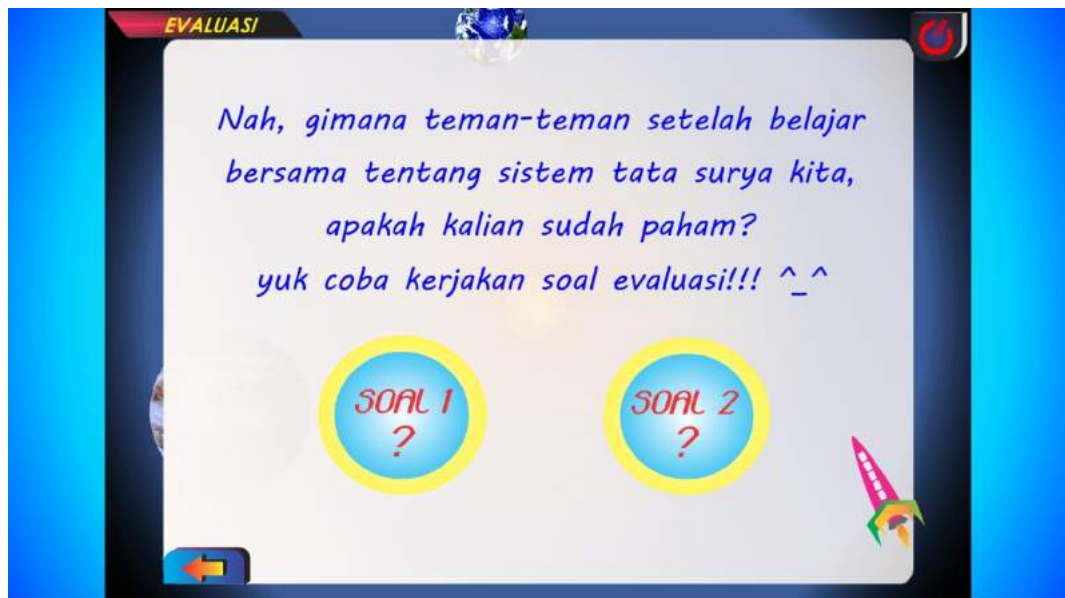 EVALUASI
Nah, gimana teman-teman setelah belajar
bersama tentang sistem tata surya kita,
apakah kalian sudah paham?
yuk coba kerjakan soal evaluasi!!! ^_^
SOAL 1
?
SOAL 2
?